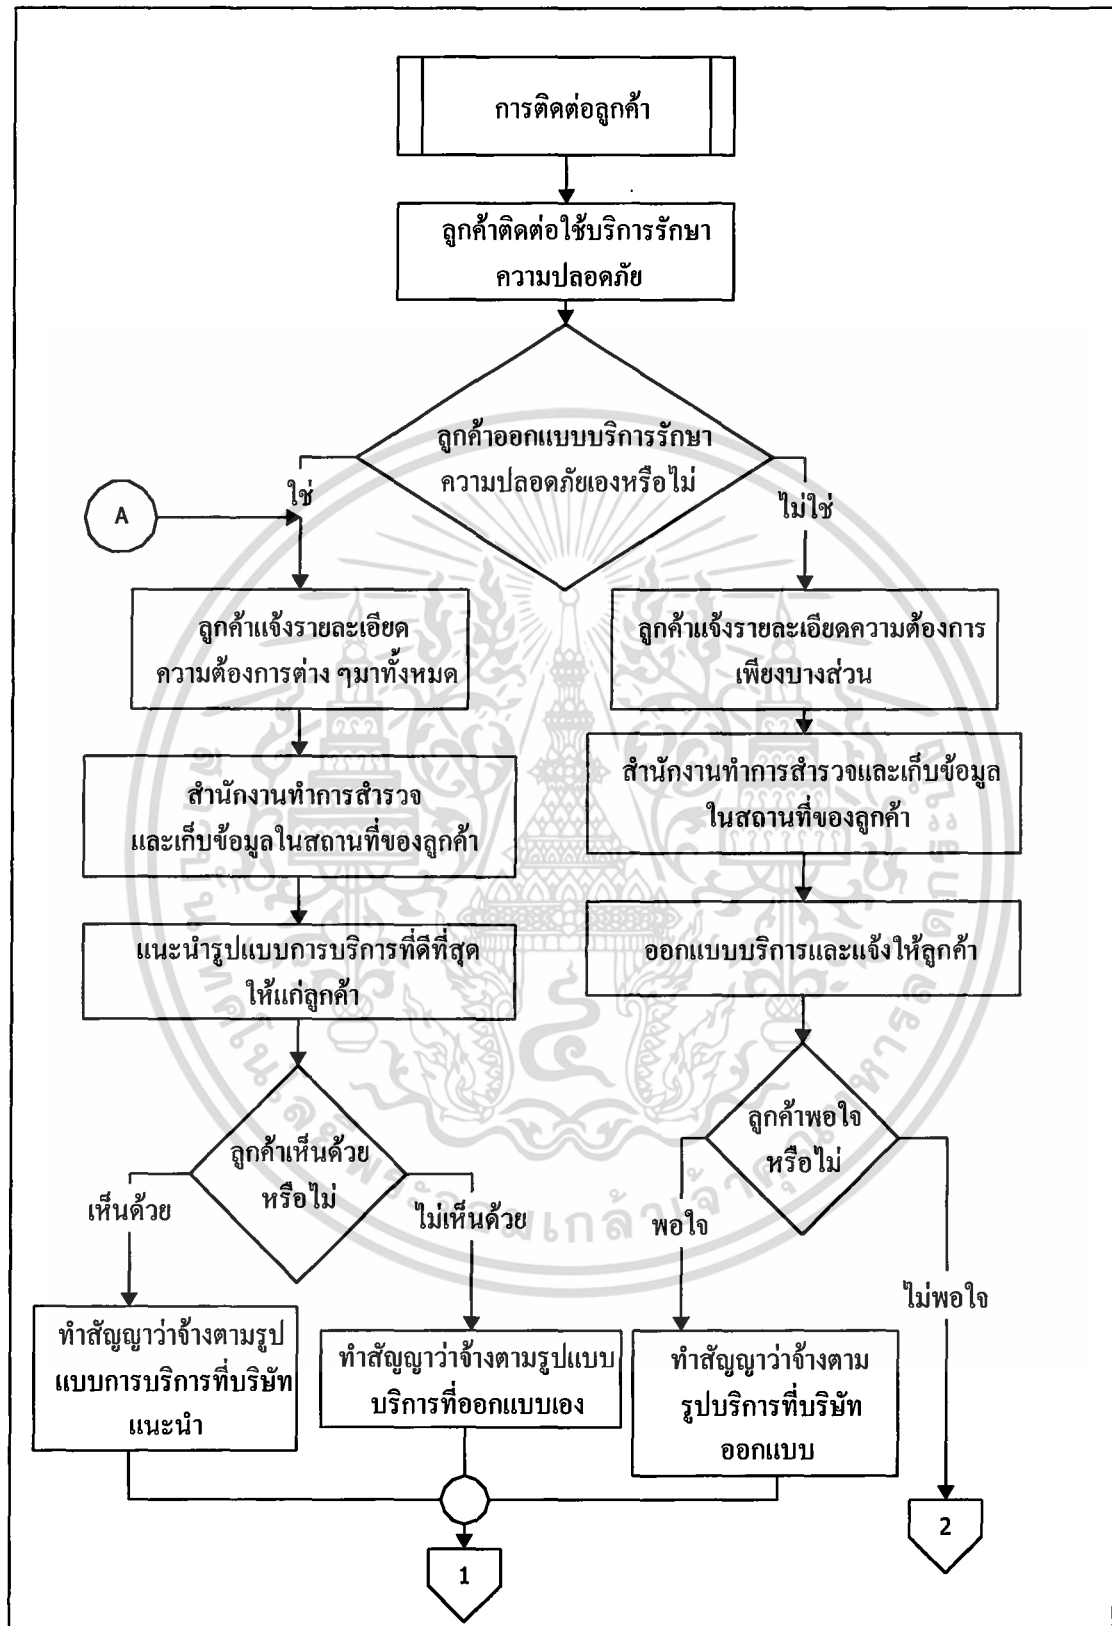 การติดต่อลูกค้า
ลูกค้าติดต่อใช้บริการรักษา
ความปลอดภัย
ลูกค้าออกแบบบริการรักษา
ความปลอดภัยเองหรือไม่
ใช่
ไม่ใช่
A
ลูกค้าแจ้งรายละเอียด
ความต้องการต่าง ๆมาทั้งหมด
ลูกค้าแจ้งรายละเอียดความต้องการ
เพียงบางส่วน
สำนักงานทำการสำรวจ
และเก็บข้อมูลในสถานที่ของลูกค้า
สำนักงานทำการสำรวจและเก็บข้อมูล
ในสถานที่ของลูกค้า
แนะนำรูปแบบการบริการที่ดีที่สุด
ให้แก่ลูกค้า
ออกแบบบริการและแจ้งให้ลูกค้า
ลูกค้าเห็นด้วย
หรือไม่
ลูกค้าพอใจ
หรือไม่
เห็นด้วย
ไม่เห็นด้วย
พอใจ
ไม่พอใจ
ทำสัญญาว่าจ้างตามรูป
แบบการบริการที่บริษัท
แนะนำ
ทำสัญญาว่าจ้างตามรูปแบบ
บริการที่ออกแบบเอง
ทำสัญญาว่าจ้างตาม
รูปบริการที่บริษัท
ออกแบบ
1
2